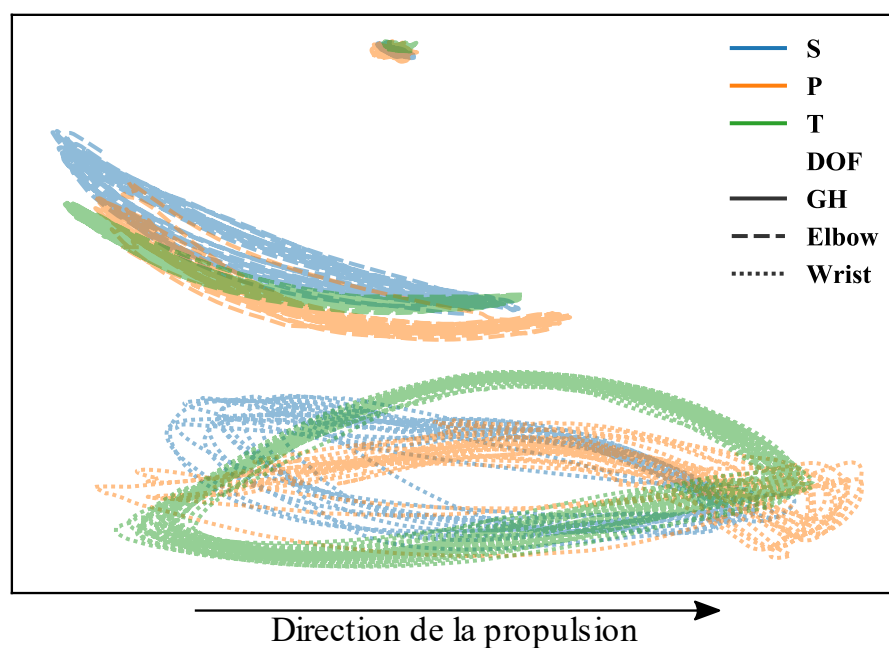 S
P
T
DOF
GH
Elbow
Wrist
Direction de la propulsion